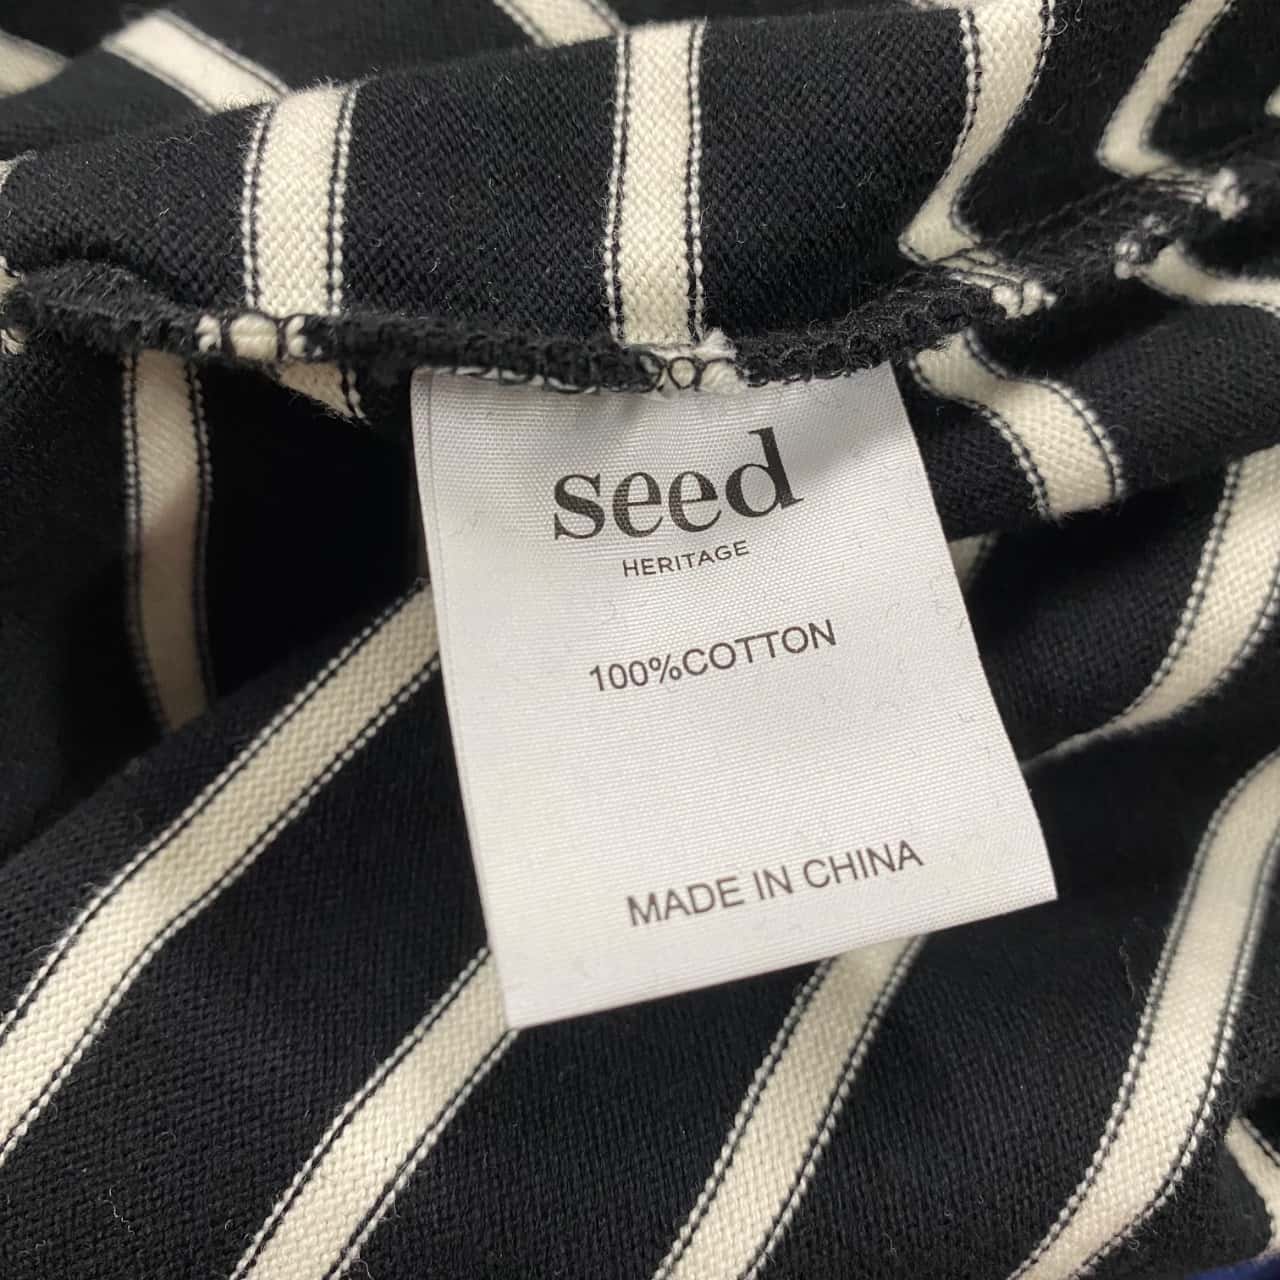 seed
HERITAGE
100%COTTON
MADE IN CHINA